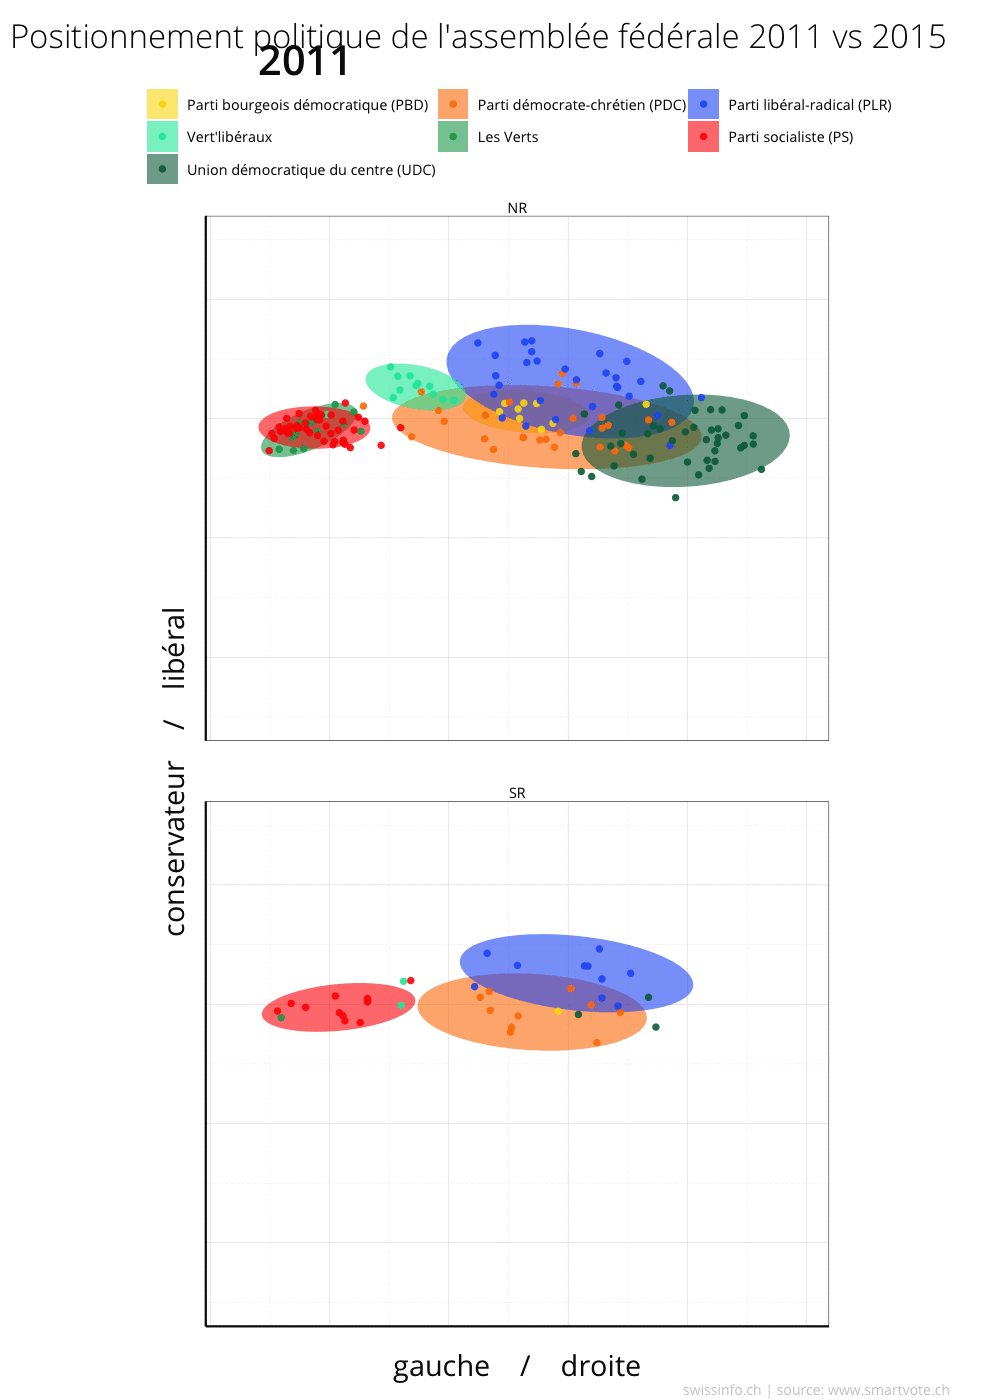 Positionnement politique de l'assemblée fédérale 2011 vs 2015
2011
Parti bourgeois démocratique (PBD)
Parti démocrate-chrétien (PDC)
Parti libéral-radical (PLR)
Vert'libéraux
Les Verts
Parti socialiste (PS)
Union démocratique du centre (UDC)
NR
conservateur / libéral
SR
gauche / droite
swissinfo.ch | source: www.smartvote.ch